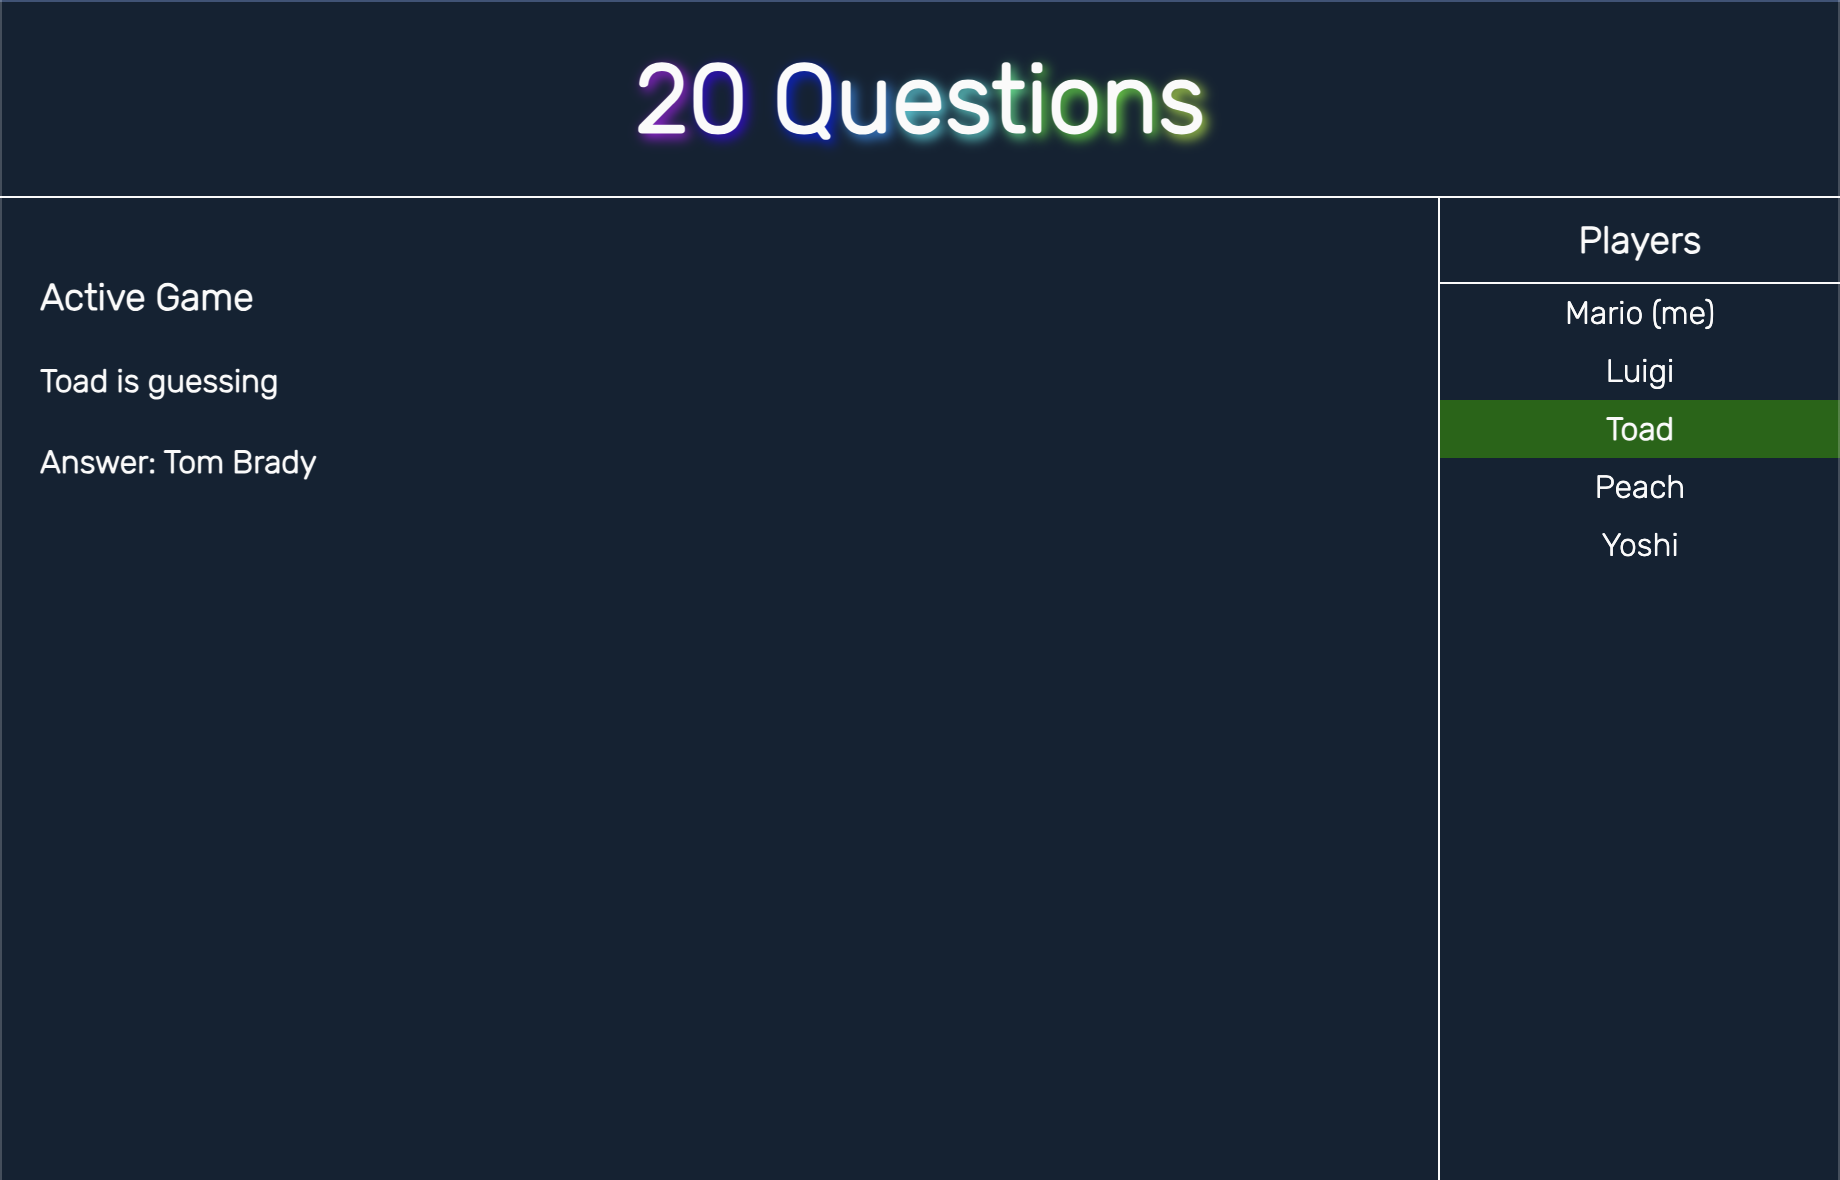 20 Questions
Active Game
Toad is guessing
Answer: Tom Brady
Players
Mario (me)
Luigi
Toad
Peach
Yoshi